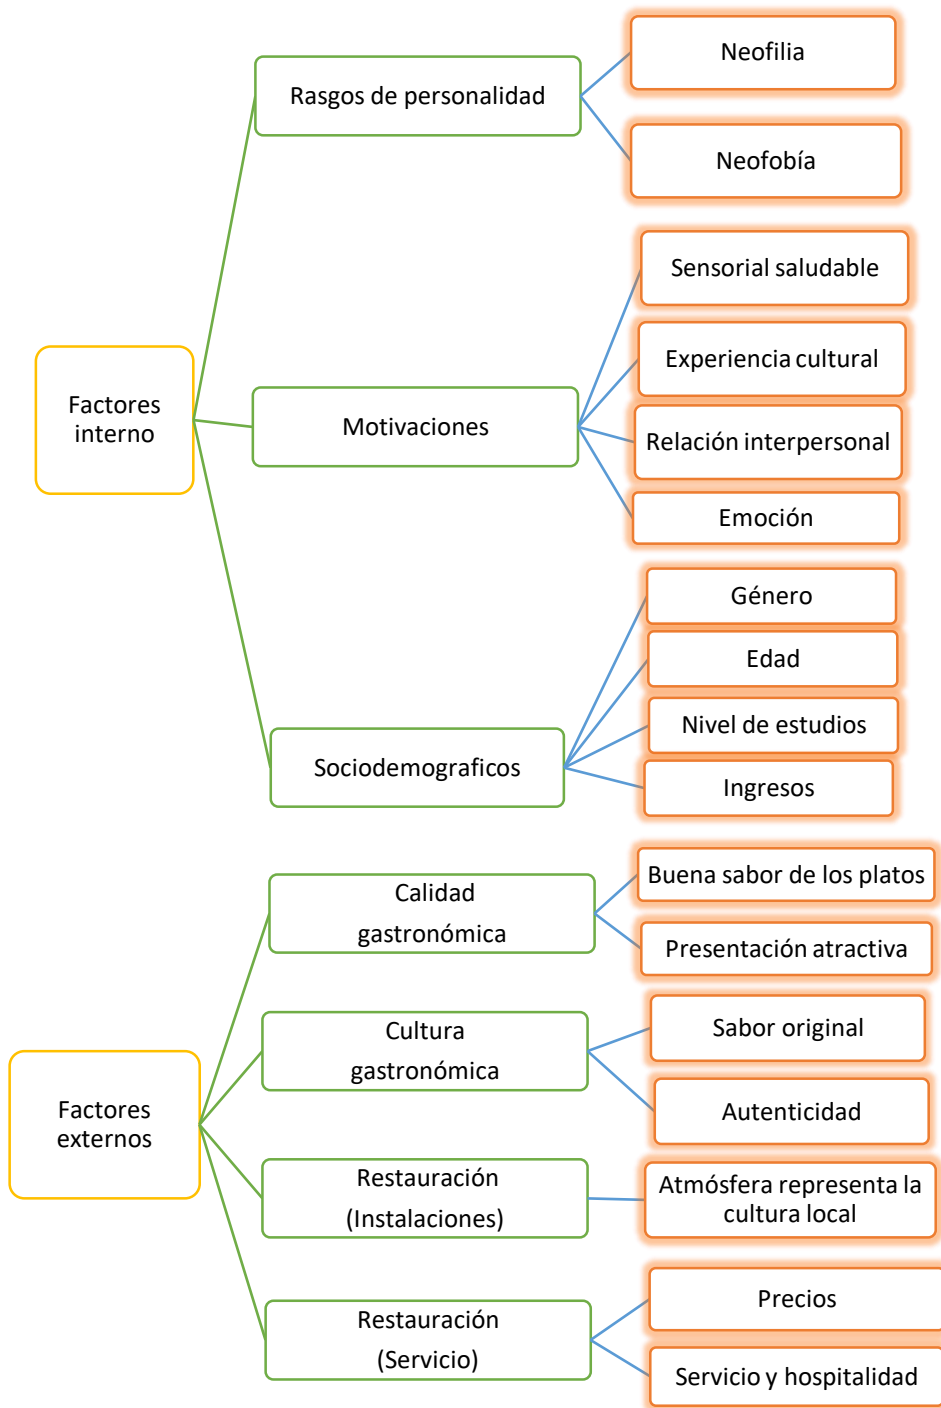 Factores
interno
Rasgos de personalidad
Neofilia
Neofobía
Motivaciones
Sensorial saludable
Experiencia cultural
Relación interpersonal
Emoción
Sociodemograficos
Género
Edad
Nivel de estudios
Ingresos
Factores
externos
Calidad
gastronómica
Buena sabor de los platos
Presentación atractiva
Cultura
gastronómica
Sabor original
Autenticidad
Restauración
(Instalaciones)
Atmósfera representa la
cultura local
Restauración
(Servicio)
Precios
Servicio y hospitalidad